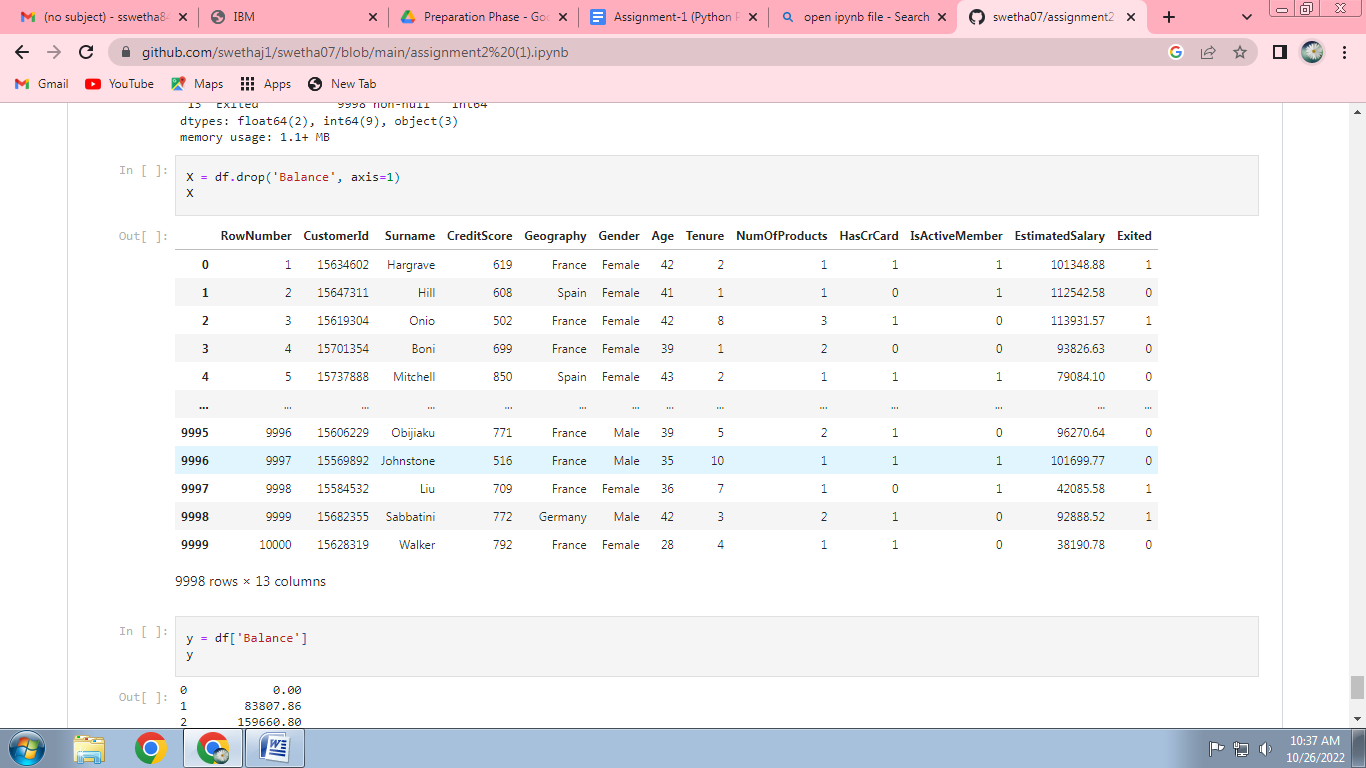 (no subject) - sswetha84
IBM
Preparation Phase - Goo
Assignment-1 (Python P
open ipynb file - Search
swetha07/assignment2
github.com/swethaj1/swetha07/blob/main/assignment2%20(1).ipynb
Gmail YouTube Maps Apps New Tab
13 Exited 9998 non-null int64
dtypes: float64(2), int64(9), object(3)
memory usage: 1.1+ MB
In [ ]:
X = df.drop('Balance', axis=1)
X
Out[ ]:
RowNumber CustomerId Surname CreditScore Geography Gender Age Tenure NumOfProducts HasCrCard IsActiveMember EstimatedSalary Exited
0 1 15634602 Hargrave 619 France Female 42 2 1 1 1 101348.88 1
1 2 15647311 Hill 608 Spain Female 41 1 1 0 1 112542.58 0
2 3 15619304 Onio 502 France Female 42 8 3 1 0 113931.57 1
3 4 15701354 Boni 699 France Female 39 1 2 0 0 93826.63 0
4 5 15737888 Mitchell 850 Spain Female 43 2 1 1 1 79084.10 0
... ... ... ... ... ... ... ... ... ... ... ... ... ...
9995 9996 15606229 Obijiaku 771 France Male 39 5 2 1 0 96270.64 0
9996 9997 15569892 Johnstone 516 France Male 35 10 1 1 1 101699.77 0
9997 9998 15584532 Liu 709 France Female 36 7 1 0 1 42085.58 1
9998 9999 15682355 Sabbatini 772 Germany Male 42 3 2 1 0 92888.52 1
9999 10000 15628319 Walker 792 France Female 28 4 1 1 0 38190.78 0
9998 rows × 13 columns
In [ ]:
y = df['Balance']
y
Out[ ]:
0 0.00
1 83807.86
2 159660.80
10:37 AM
10/26/2022